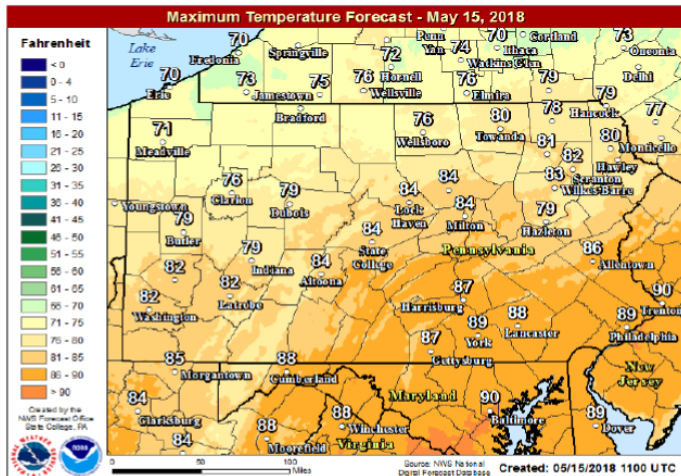 Maximum Temperature Forecast - May 15, 2018
Fahrenheit
< 0
0 - 4
5 - 10
11 - 15
16 - 20
21 - 25
26 - 30
31 - 35
36 - 40
41 - 45
46 - 50
51 - 55
56 - 60
61 - 65
66 - 70
71 - 75
76 - 80
81 - 85
86 - 90
> 90
Created by the
NWS Forecast Office
State College, PA
Lake
Erie
70
Fredonia
Springville
Penn
Yan
70
Ithaca
Cortland
73
Oneonta
72
Hornell
74
Watkins Glen
Delhi
70
Erie
73
Jamestown
75
76
Wellsville
76
Elmira
79
79
Hancock
Bradford
71
Meadville
76
Wellsboro
80
Towanda
78
77
Monticello
81
80
Hawley
82
Scranton
83
Wilkes-Barre
Youngstown
76
Clarion
79
Dubois
84
84
Lock
Haven
84
Milton
79
Hazleton
79
Butler
84
State
College
Pennsylvania
86
Allentown
79
Indiana
84
Altoona
82
82
Latrobe
82
Washington
87
Harrisburg
90
Trenton
89
York
88
Lancaster
89
Philadelphia
87
Gettysburg
85
Morgantown
88
Cumberland
New
Jersey
84
Clarksburg
Maryland
90
Baltimore
89
Dover
84
88
Moorefield
88
Winchester
Virginia
0
50
100
Miles
Source: NWS National
Digital Forecast Database
Created: 05/15/2018 1100 UTC